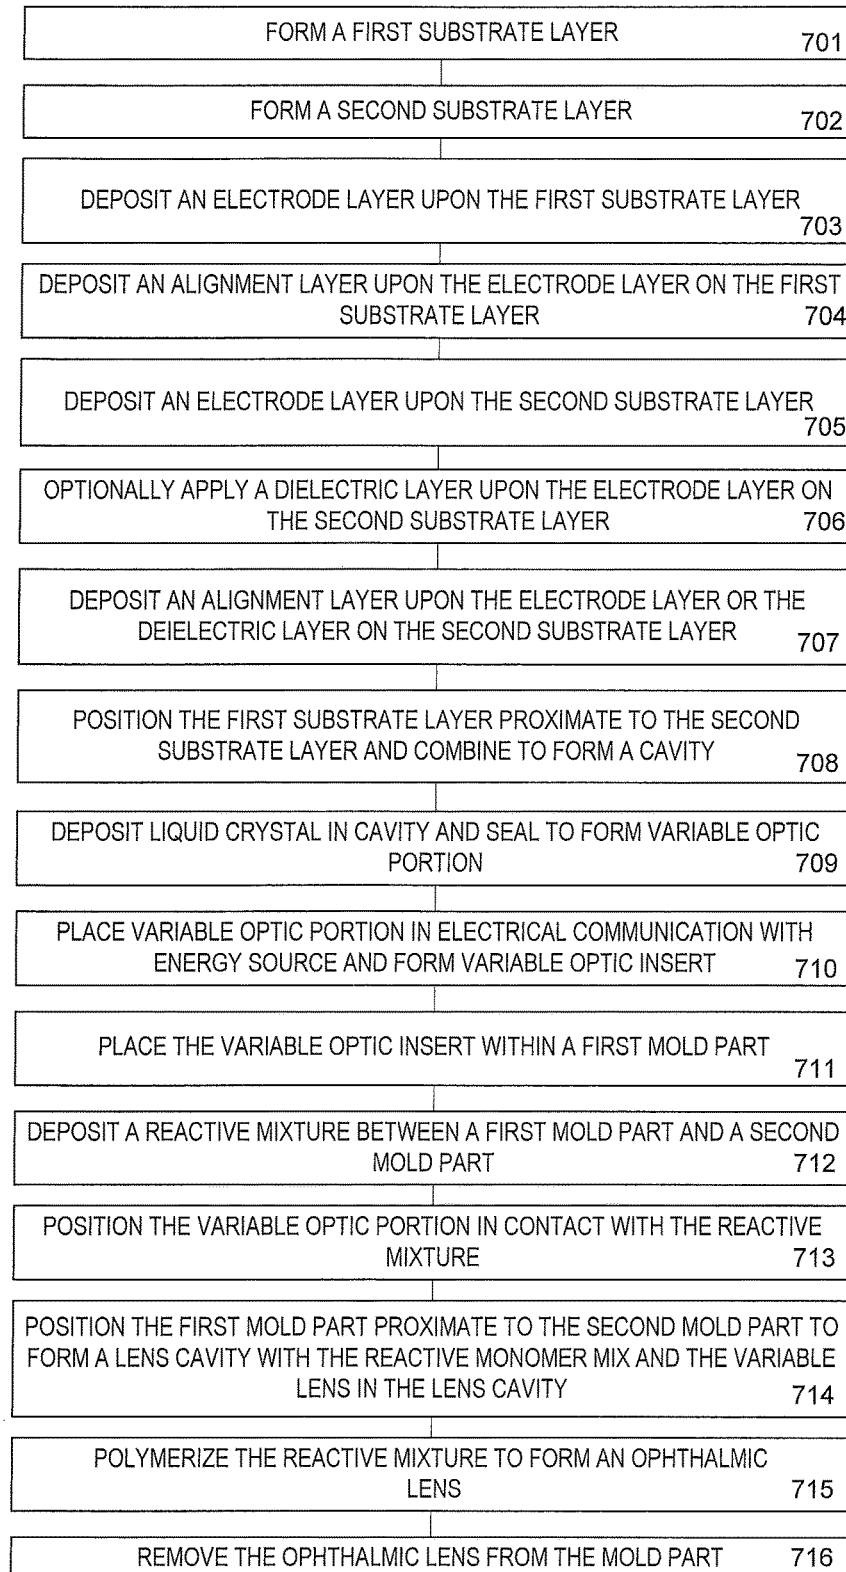 FORM A FIRST SUBSTRATE LAYER
701
FORM A SECOND SUBSTRATE LAYER
702
DEPOSIT AN ELECTRODE LAYER UPON THE FIRST SUBSTRATE LAYER
703
DEPOSIT AN ALIGNMENT LAYER UPON THE ELECTRODE LAYER ON THE FIRST
SUBSTRATE LAYER 704
DEPOSIT AN ELECTRODE LAYER UPON THE SECOND SUBSTRATE LAYER
705
OPTIONALLY APPLY A DIELECTRIC LAYER UPON THE ELECTRODE LAYER ON
THE SECOND SUBSTRATE LAYER 706
DEPOSIT AN ALIGNMENT LAYER UPON THE ELECTRODE LAYER OR THE
DEIELECTRIC LAYER ON THE SECOND SUBSTRATE LAYER 707
POSITION THE FIRST SUBSTRATE LAYER PROXIMATE TO THE SECOND
SUBSTRATE LAYER AND COMBINE TO FORM A CAVITY 708
DEPOSIT LIQUID CRYSTAL IN CAVITY AND SEAL TO FORM VARIABLE OPTIC
PORTION 709
PLACE VARIABLE OPTIC PORTION IN ELECTRICAL COMMUNICATION WITH
ENERGY SOURCE AND FORM VARIABLE OPTIC INSERT 710
PLACE THE VARIABLE OPTIC INSERT WITHIN A FIRST MOLD PART
711
DEPOSIT A REACTIVE MIXTURE BETWEEN A FIRST MOLD PART AND A SECOND
MOLD PART 712
POSITION THE VARIABLE OPTIC PORTION IN CONTACT WITH THE REACTIVE
MIXTURE 713
POSITION THE FIRST MOLD PART PROXIMATE TO THE SECOND MOLD PART TO
FORM A LENS CAVITY WITH THE REACTIVE MONOMER MIX AND THE VARIABLE
LENS IN THE LENS CAVITY 714
POLYMERIZE THE REACTIVE MIXTURE TO FORM AN OPHTHALMIC
LENS 715
REMOVE THE OPHTHALMIC LENS FROM THE MOLD PART 716